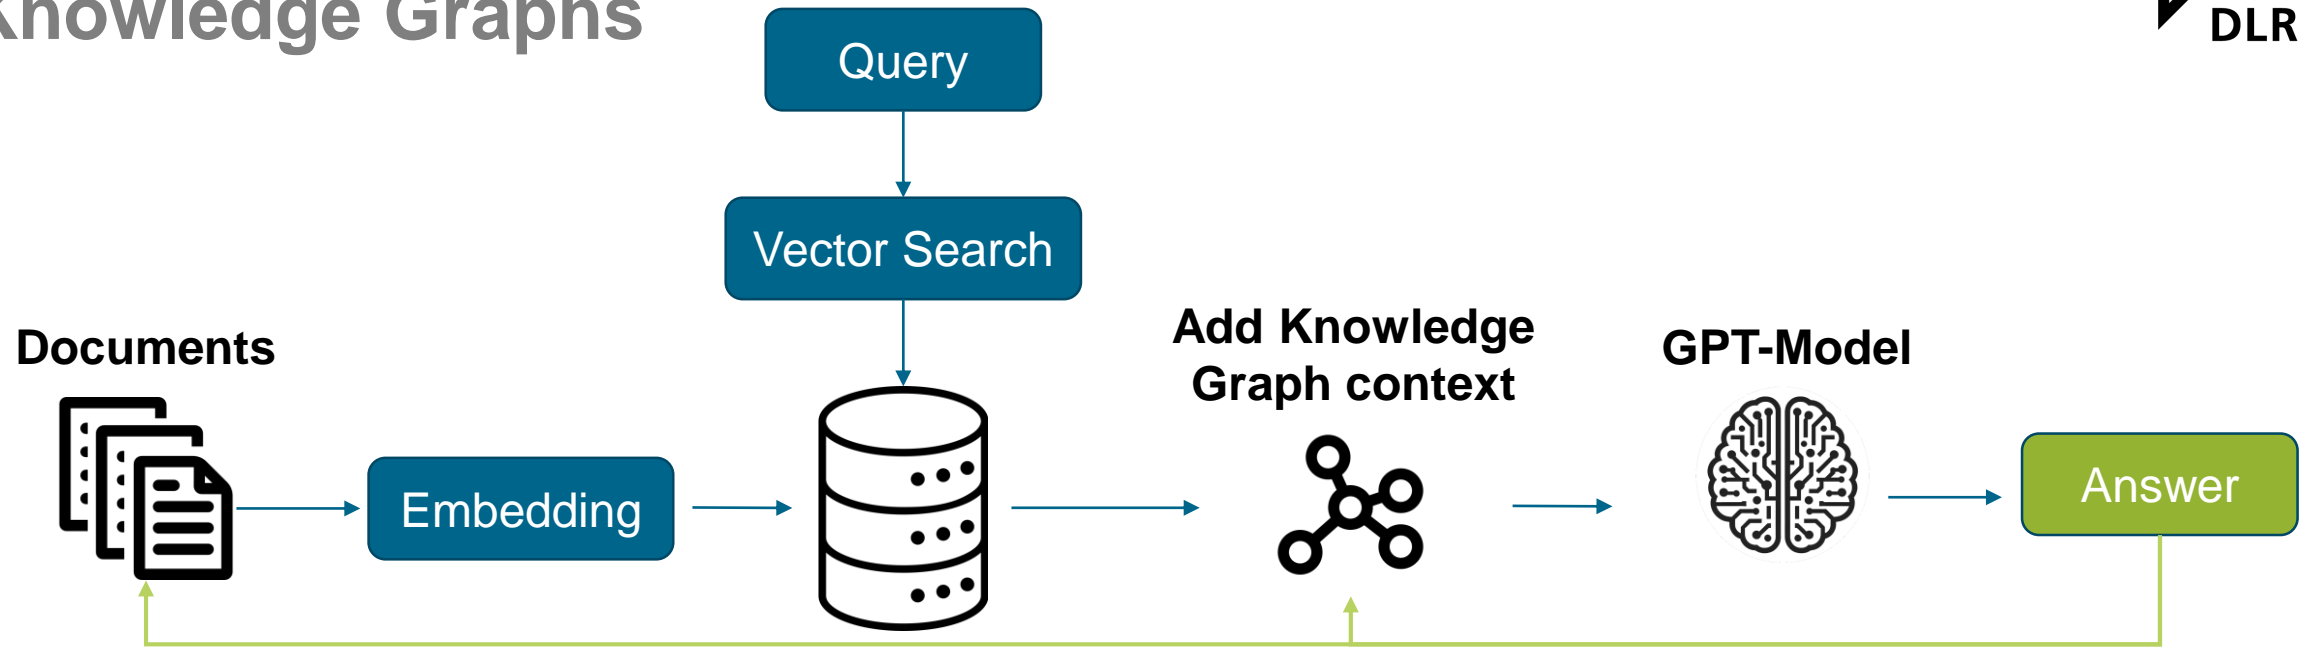 Knowledge Graphs
DLR
Query
Vector Search
Documents
Add Knowledge
Graph context
GPT-Model
Embedding
Answer